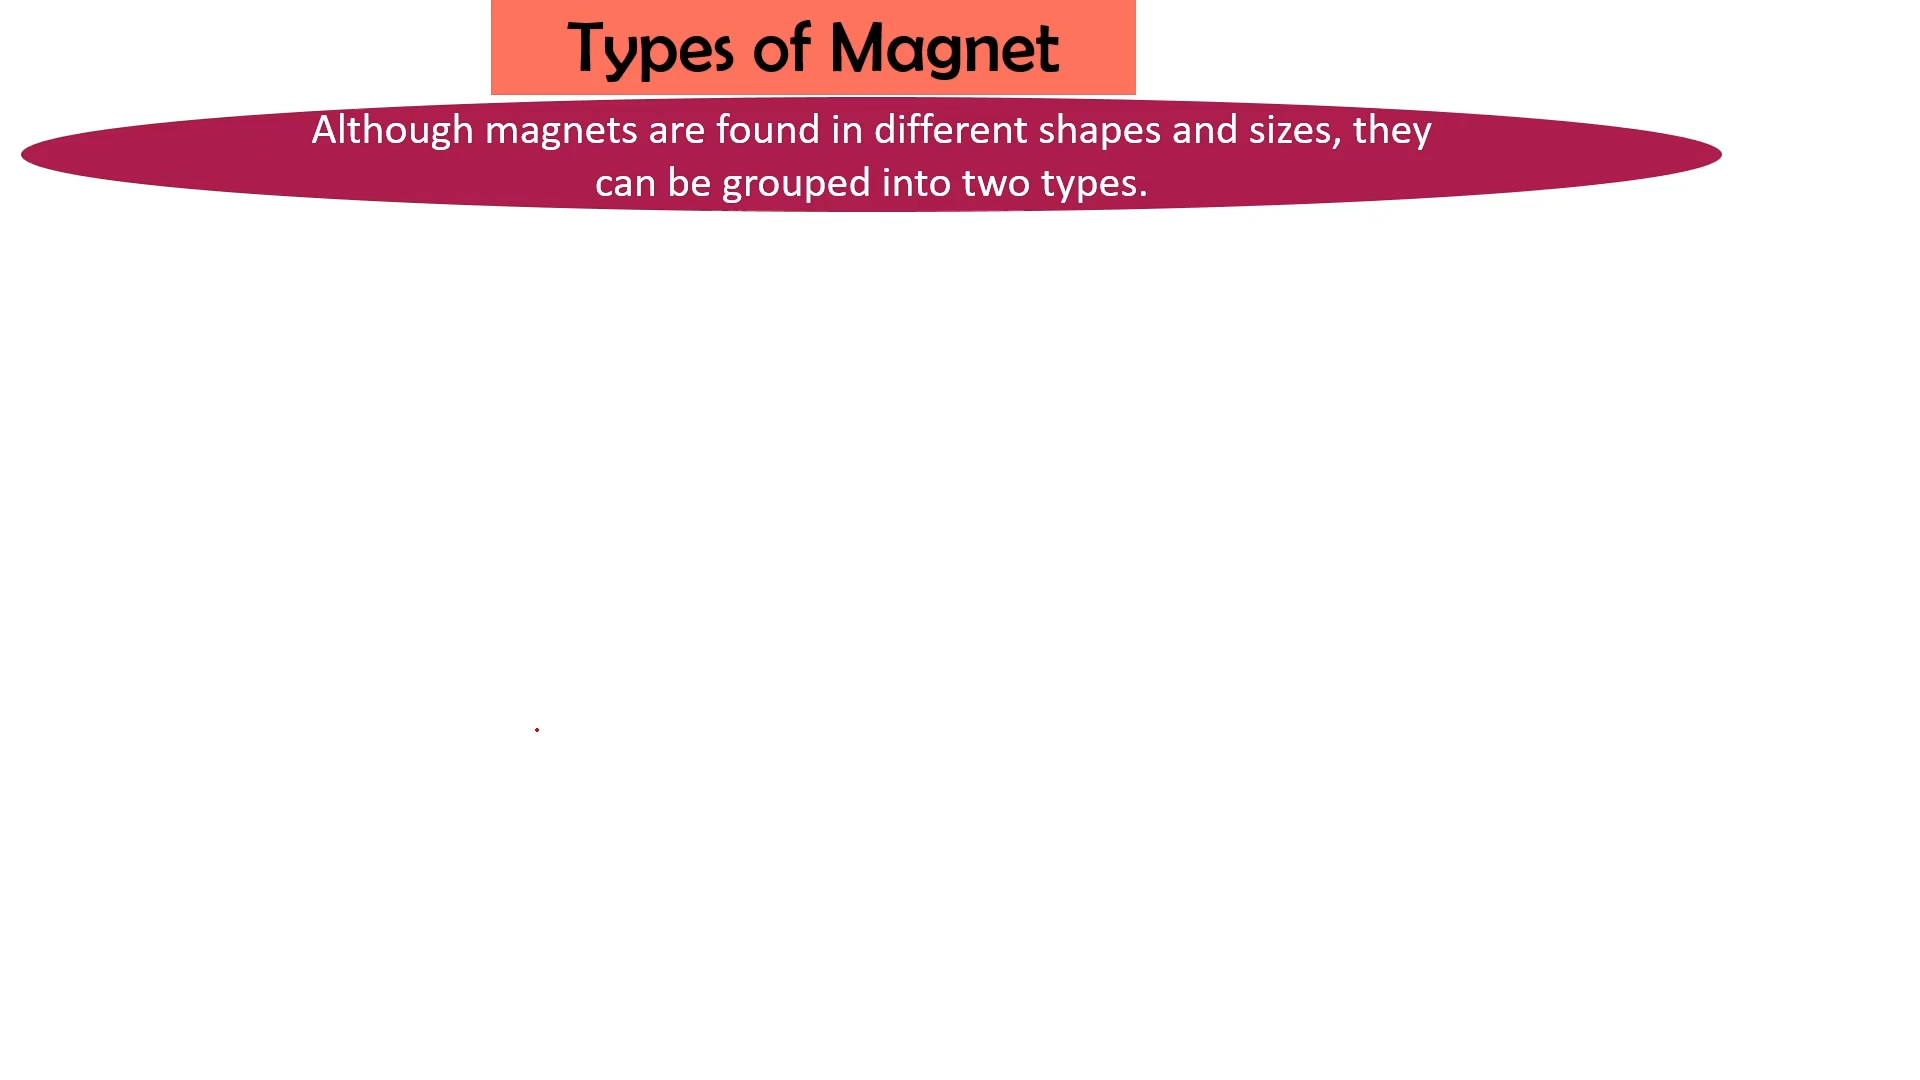 Types of Magnet
Although magnets are found in different shapes and sizes, they
can be grouped into two types.